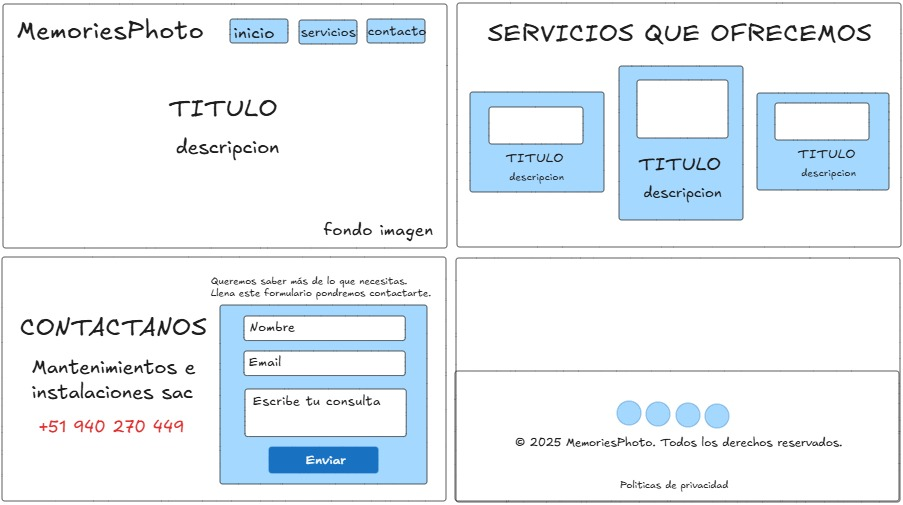 MemoriesPhoto
inicio
servicios
contacto
TITULO
descripcion
fondo imagen
SERVICIOS QUE OFRECEMOS
TITULO
descripcion
TITULO
descripcion
TITULO
descripcion
CONTACTANOS
Mantenimientos e
instalaciones sac
+51 940 270 449
Queremos saber más de lo que necesitas.
Llena este formulario pondremos contactarte.
Nombre
Email
Escribe tu consulta
Enviar
© 2025 MemoriesPhoto. Todos los derechos reservados.
Politicas de privacidad